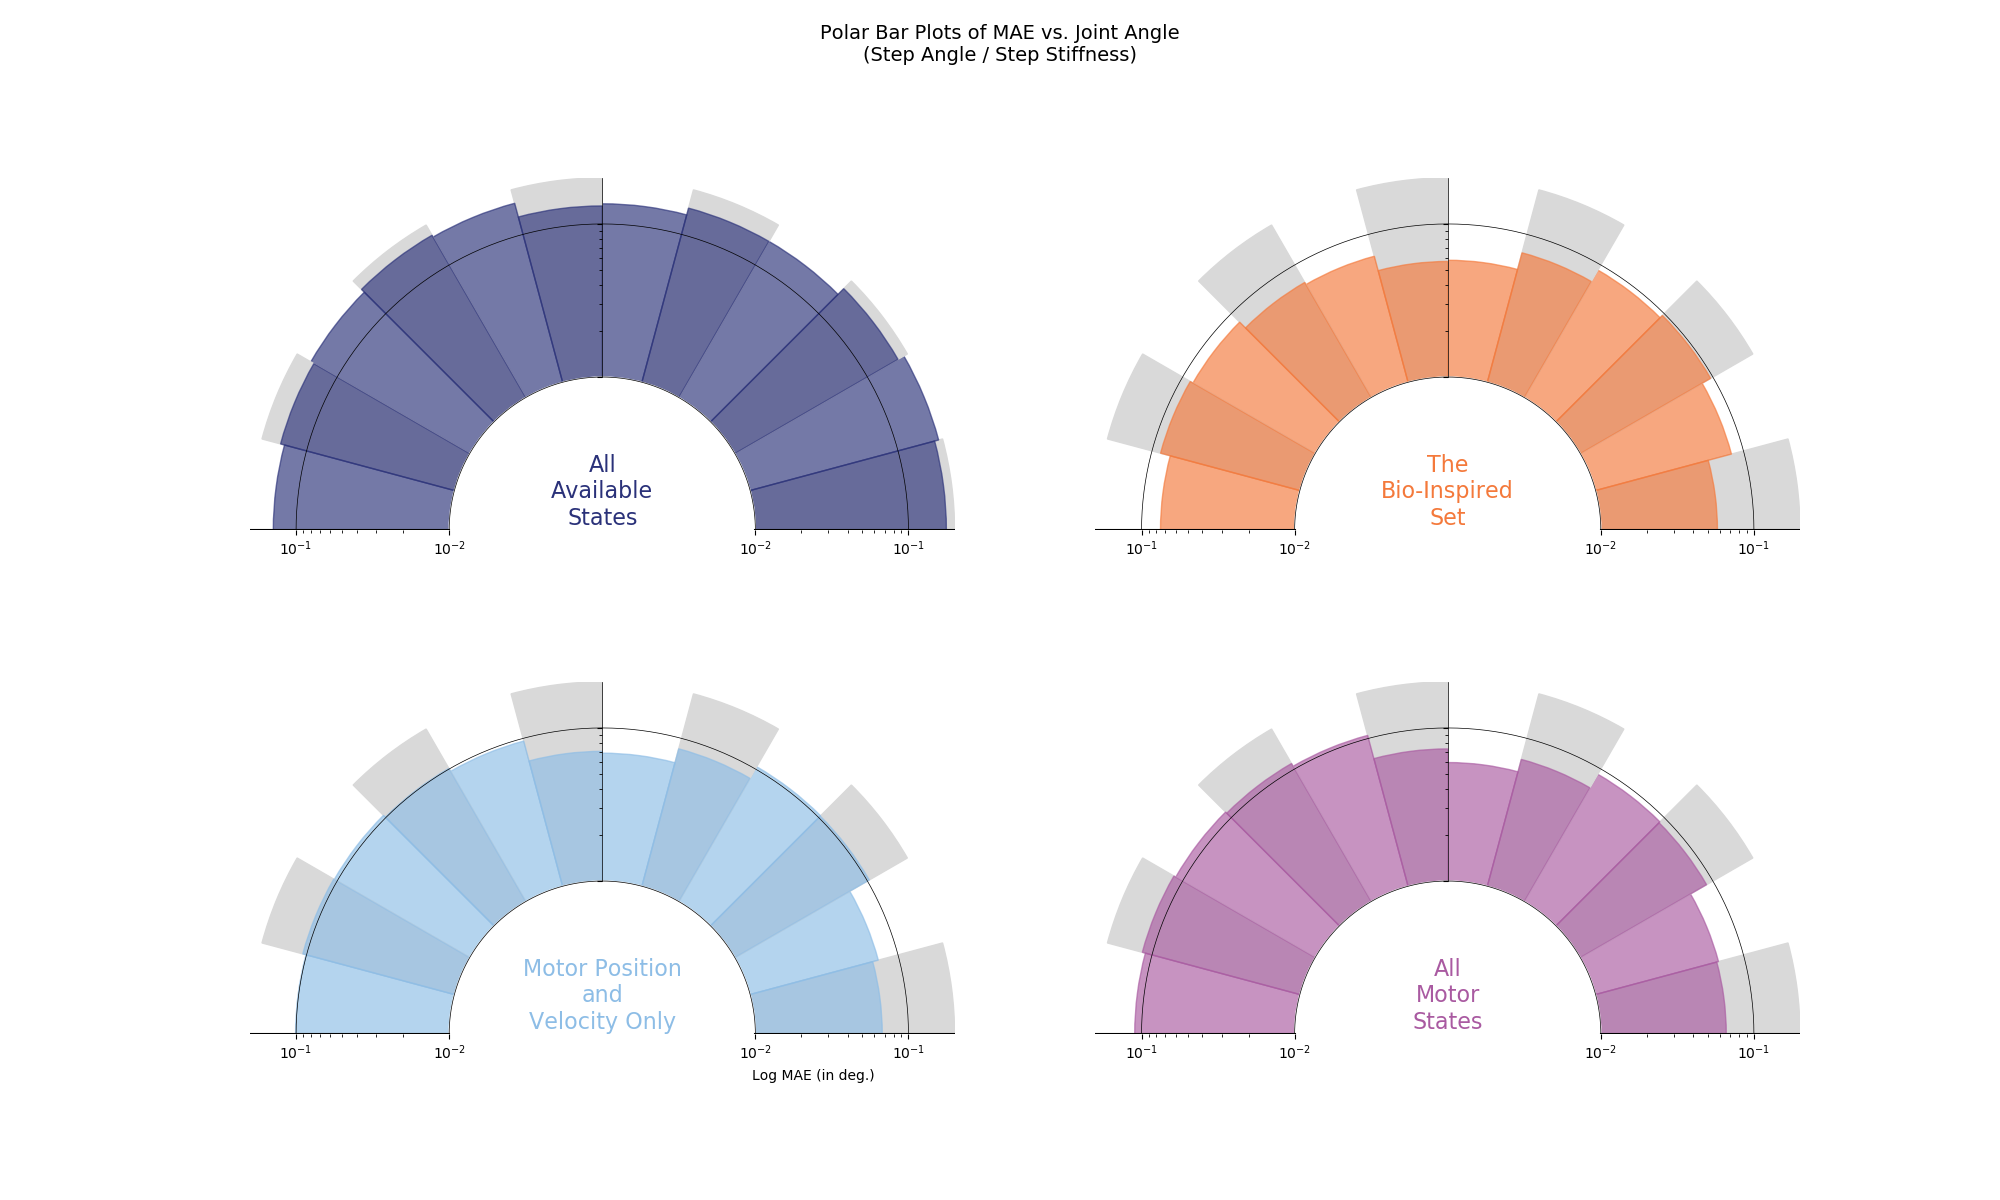 Polar Bar Plots of MAE vs. Joint Angle
(Step Angle / Step Stiffness)
All
Available
States
10⁻¹ 10⁻² 10⁻² 10⁻¹
The
Bio-Inspired
Set
10⁻¹ 10⁻² 10⁻² 10⁻¹
Motor Position
and
Velocity Only
10⁻¹ 10⁻² 10⁻² 10⁻¹
Log MAE (in deg.)
All
Motor
States
10⁻¹ 10⁻² 10⁻² 10⁻¹